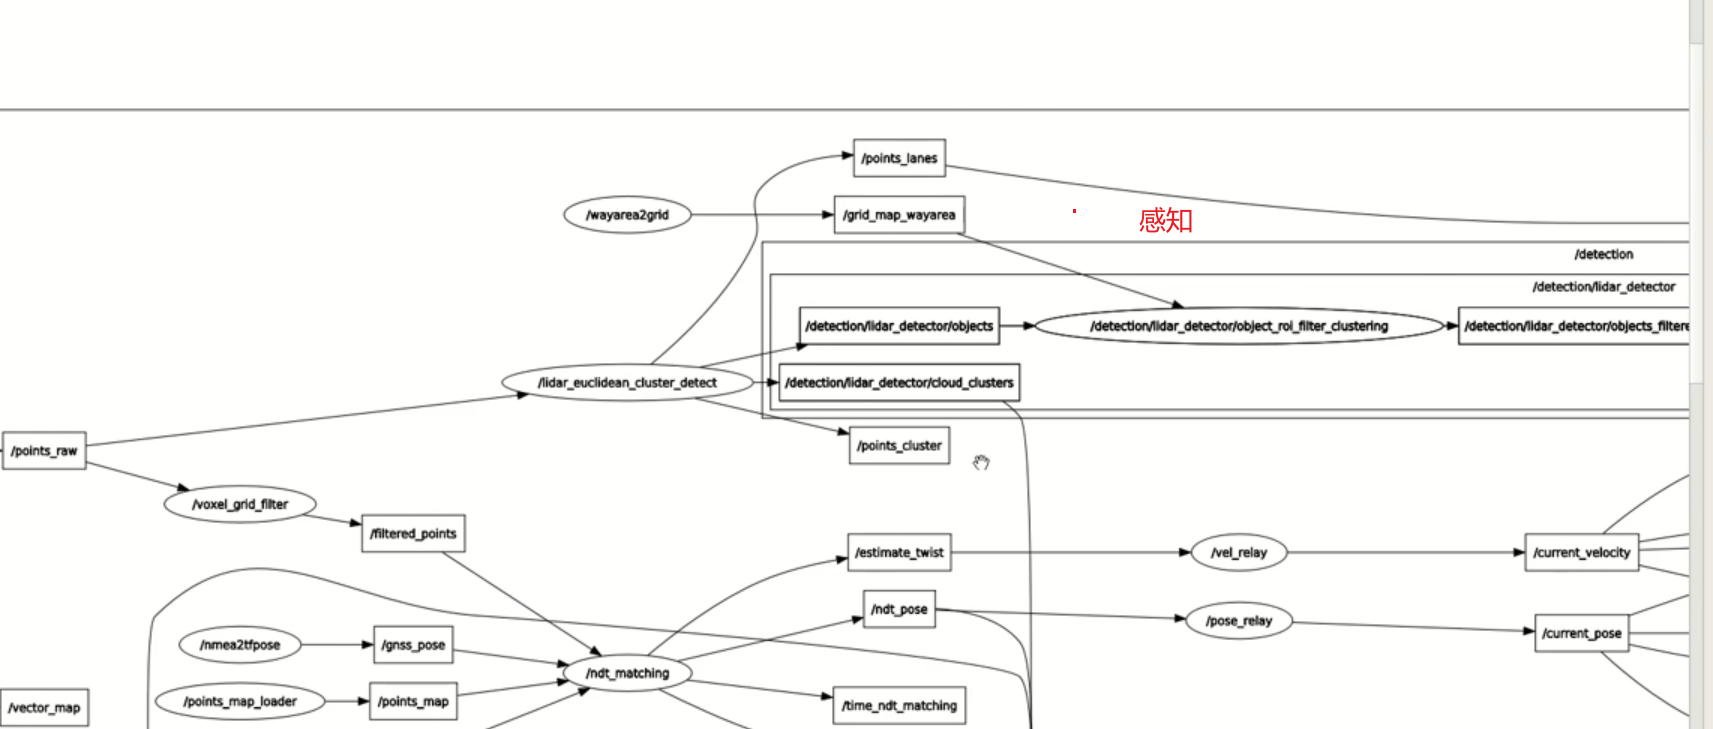 /points_lanes
/wayarea2grid
/grid_map_wayarea
感知
/detection
/detection/lidar_detector
/detection/lidar_detector/objects
/detection/lidar_detector/object_roi_filter_clustering
/detection/lidar_detector/objects_filtere
/lidar_euclidean_cluster_detect
/detection/lidar_detector/cloud_clusters
/points_raw
/points_cluster
/voxel_grid_filter
/filtered_points
/estimate_twist
/vel_relay
/current_velocity
/ndt_pose
/pose_relay
/current_pose
/nmea2tfpose
/gnss_pose
/ndt_matching
/points_map_loader
/points_map
/time_ndt_matching
/vector_map